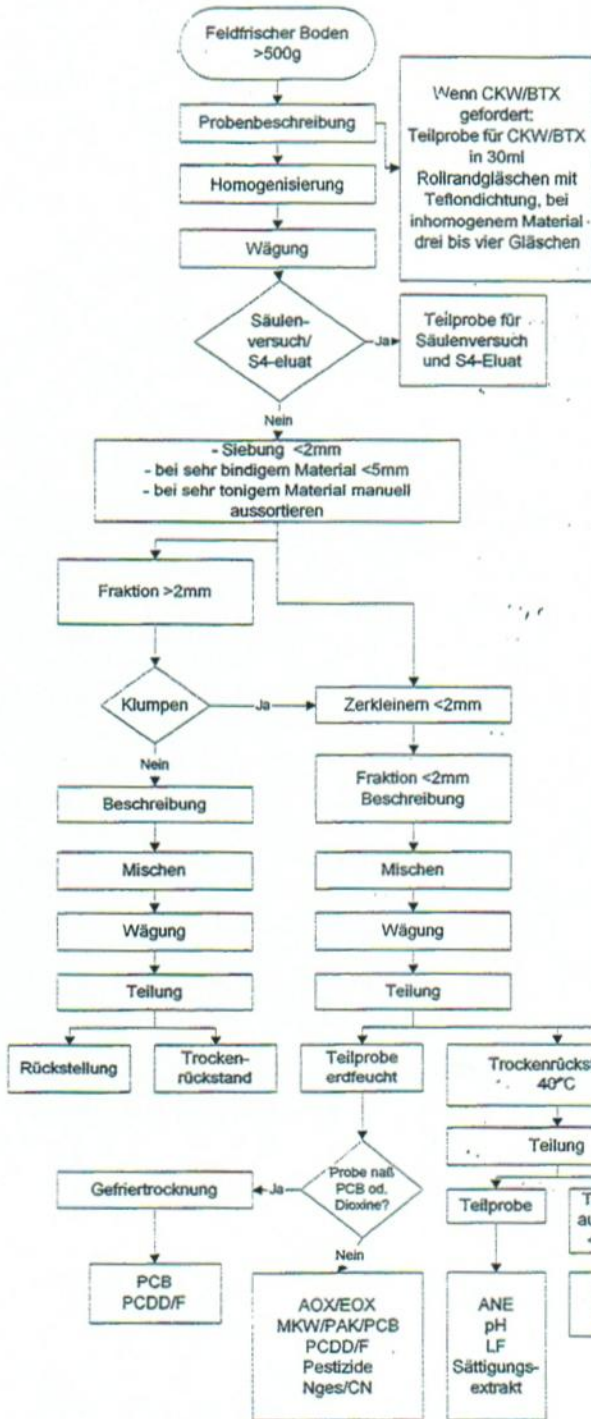 Feldfrischer Boden
>500g
Probenbeschreibung
Wenn CKW/BTX
gefordert:
Teilprobe für CKW/BTX
in 30ml
Rollrandgläschen mit
Teflondichtung, bei
inhomogenem Material
drei bis vier Gläschen
Homogenisierung
Wägung
Säulen-
versuch/
S4-eluat
Ja
Teilprobe für
Säulenversuch
und S4-Eluat
Nein
- Siebung <2mm
- bei sehr bindigem Material <5mm
- bei sehr tonigem Material manuell
aussortieren
Fraktion >2mm
Klumpen
Ja
Zerkleinern <2mm
Nein
Fraktion <2mm
Beschreibung
Beschreibung
Mischen
Mischen
Wägung
Wägung
Teilung
Teilung
Rückstellung
Trocken-
rückstand
Teilprobe
erdfeucht
Trockenrückst
40°C
Teilung
Probe naß
PCB od.
Dioxine?
Ja
Gefriertrocknung
Teilprobe
T
au
<
Nein
PCB
PCDD/F
AOX/EOX
MKW/PAK/PCB
PCDD/F
Pestizide
Nges/CN
ANE
pH
LF
Sättigungs-
extrakt